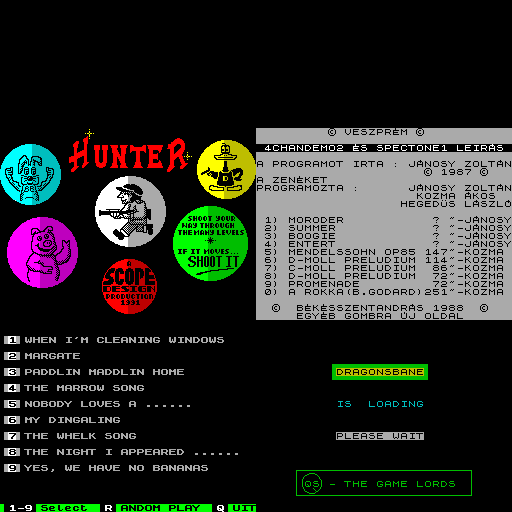 HUNTER
SHOOT YOUR
WAY THROUGH
THE MANY LEVELS
*
IF IT MOVES...
SHOOT IT
A
SCOPE
DESIGN
PRODUCTION
1991
© VESZPRÉM ©
4CHANDEMO2 ÉS SPECTONE1 LEIRÁS
A PROGRAMOT IRTA : JÁNOSY ZOLTÁN
© 1987 ©
A ZENÉKET
PROGRAMOZTA : JÁNOSY ZOLTÁN
KOZMA ÁKOS
HEGEDÜS LÁSZLÓ
1) MORODER ? "-JÁNOSY
2) SUMMER ? "-JÁNOSY
3) BOOGIE ? "-JÁNOSY
4) ENTERT ? "-JÁNOSY
5) MENDELSSOHN OP85 147"-KOZMA
6) D-MOLL PRELUDIUM 114"-KOZMA
7) C-MOLL PRELUDIUM 86"-KOZMA
8) D-MOLL PRELUDIUM 72"-KOZMA
9) PROMENADE 72"-KOZMA
0) A ROKKA(B.GODARD)251"-KOZMA
© BÉKÉSSZENTANDRÁS 1988 ©
EGYÉB GOMBRA ÚJ OLDAL
1 WHEN I'M CLEANING WINDOWS
2 MARGATE
3 PADDLIN MADDLIN HOME
4 THE MARROW SONG
5 NOBODY LOVES A ......
6 MY DINGALING
7 THE WHELK SONG
8 THE NIGHT I APPEARED ......
9 YES, WE HAVE NO BANANAS
1-9 Select R ANDOM PLAY Q UIT
DRAGONSBANE
IS LOADING
PLEASE WAIT
QS - THE GAME LORDS